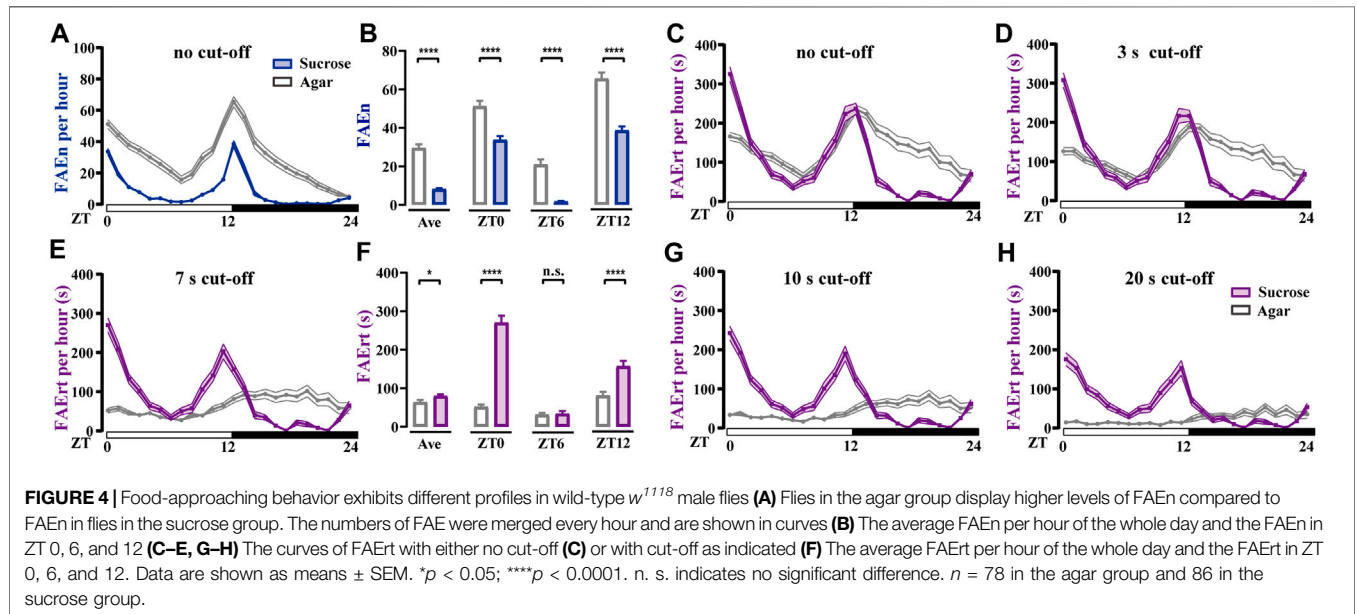 A
no cut-off
Sucrose
Agar
FAEn per hour
100
80
60
40
20
0
ZT
0
12
24
B
FAEn
80
60
40
20
0
****
****
****
****
Ave
ZT0
ZT6
ZT12
C
no cut-off
FAErt per hour (s)
400
300
200
100
0
ZT
0
12
24
D
3 s cut-off
FAErt per hour (s)
400
300
200
100
0
ZT
0
12
24
E
7 s cut-off
FAErt per hour (s)
400
300
200
100
0
ZT
0
12
24
F
FAErt (s)
400
300
200
100
0
*
****
n.s.
****
Ave
ZT0
ZT6
ZT12
G
10 s cut-off
FAErt per hour (s)
400
300
200
100
0
ZT
0
12
24
H
20 s cut-off
Sucrose
Agar
FAErt per hour (s)
400
300
200
100
0
ZT
0
12
24
FIGURE 4 | Food-approaching behavior exhibits different profiles in wild-type w1118 male flies (A) Flies in the agar group display higher levels of FAEn compared to
FAEn in flies in the sucrose group. The numbers of FAE were merged every hour and are shown in curves (B) The average FAEn per hour of the whole day and the FAEn in
ZT 0, 6, and 12 (C–E, G–H) The curves of FAErt with either no cut-off (C) or with cut-off as indicated (F) The average FAErt per hour of the whole day and the FAErt in ZT
0, 6, and 12. Data are shown as means ± SEM. *p < 0.05; ****p < 0.0001. n. s. indicates no significant difference. n = 78 in the agar group and 86 in the
sucrose group.